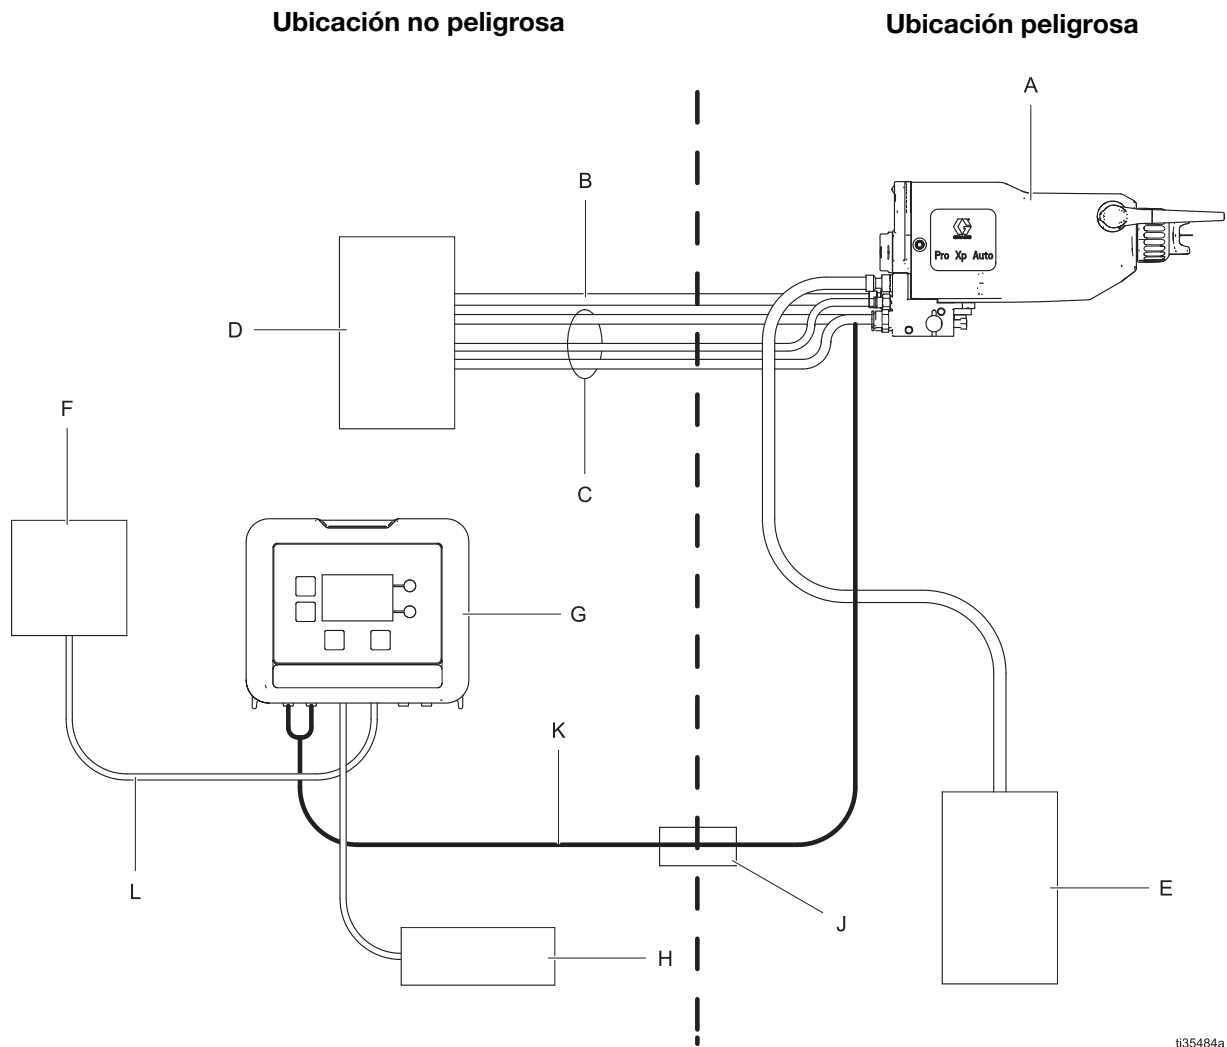 Ubicación no peligrosa
Ubicación peligrosa
A
B
Pro Xp Auto
D
C
F
G
K
L
J
E
H
ti35484a